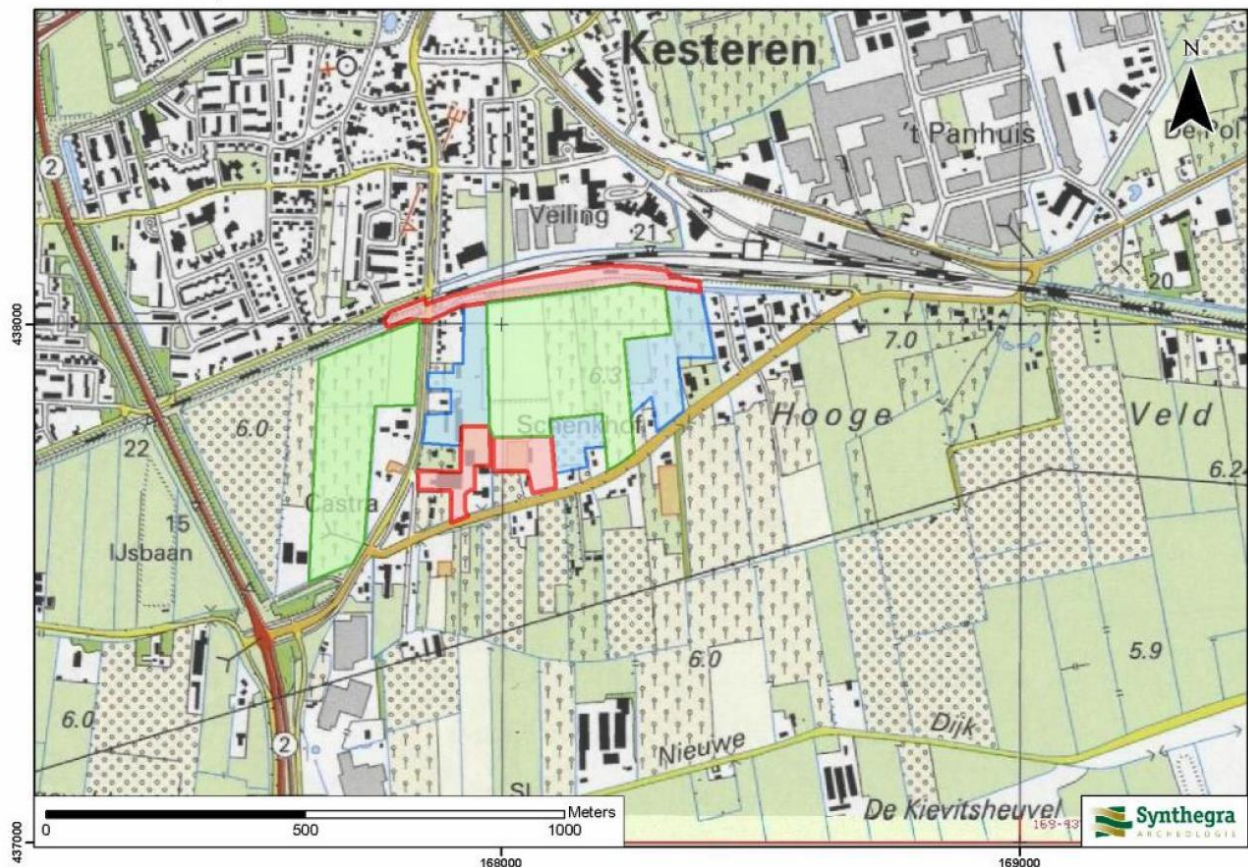 Kesteren
N
't Panhuis
De Pol
2
Veiling
21
20
438000
7.0
6.3
6.0
Hooge Veld
Schenkhof
22
6.2
Castra
15
IJsbaan
6.0
5.9
6.0
Dijk
2
Nieuwe
De Kievitsheuvel
Meters
0 500 1000
Synthegra
ARCHEOLOGIE
437000
168000
169000